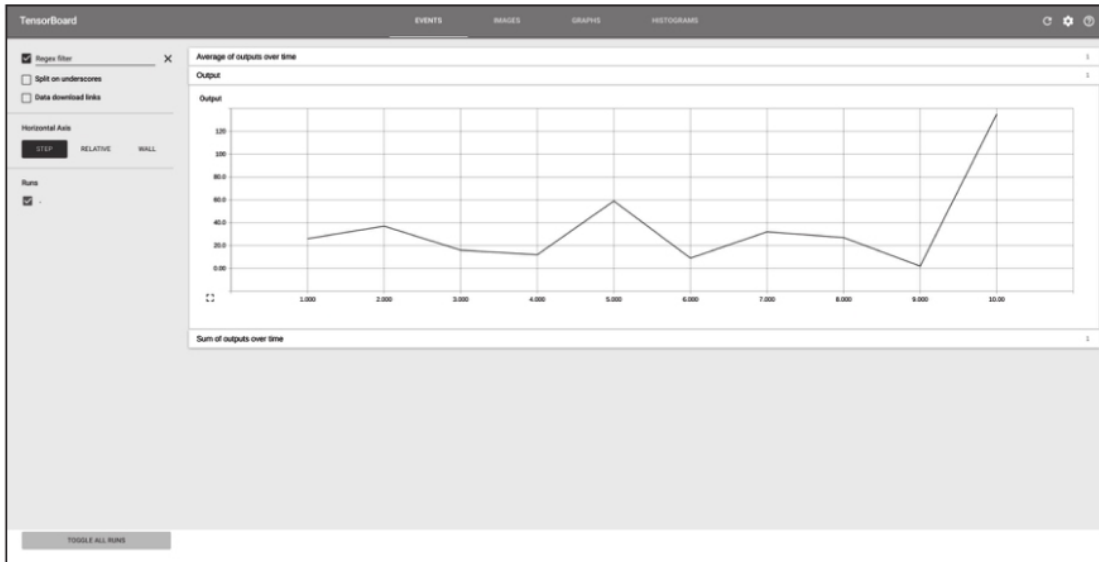 TensorBoard
EVENTS IMAGES GRAPHS HISTOGRAMS
Regex filter
Split on underscores
Data download links
Horizontal Axis
STEP RELATIVE WALL
Runs
.
TOGGLE ALL RUNS
Average of outputs over time 1
Output 1
Output
120
100
80.0
60.0
40.0
20.0
0.00
1.000 2.000 3.000 4.000 5.000 6.000 7.000 8.000 9.000 10.00
Sum of outputs over time 1